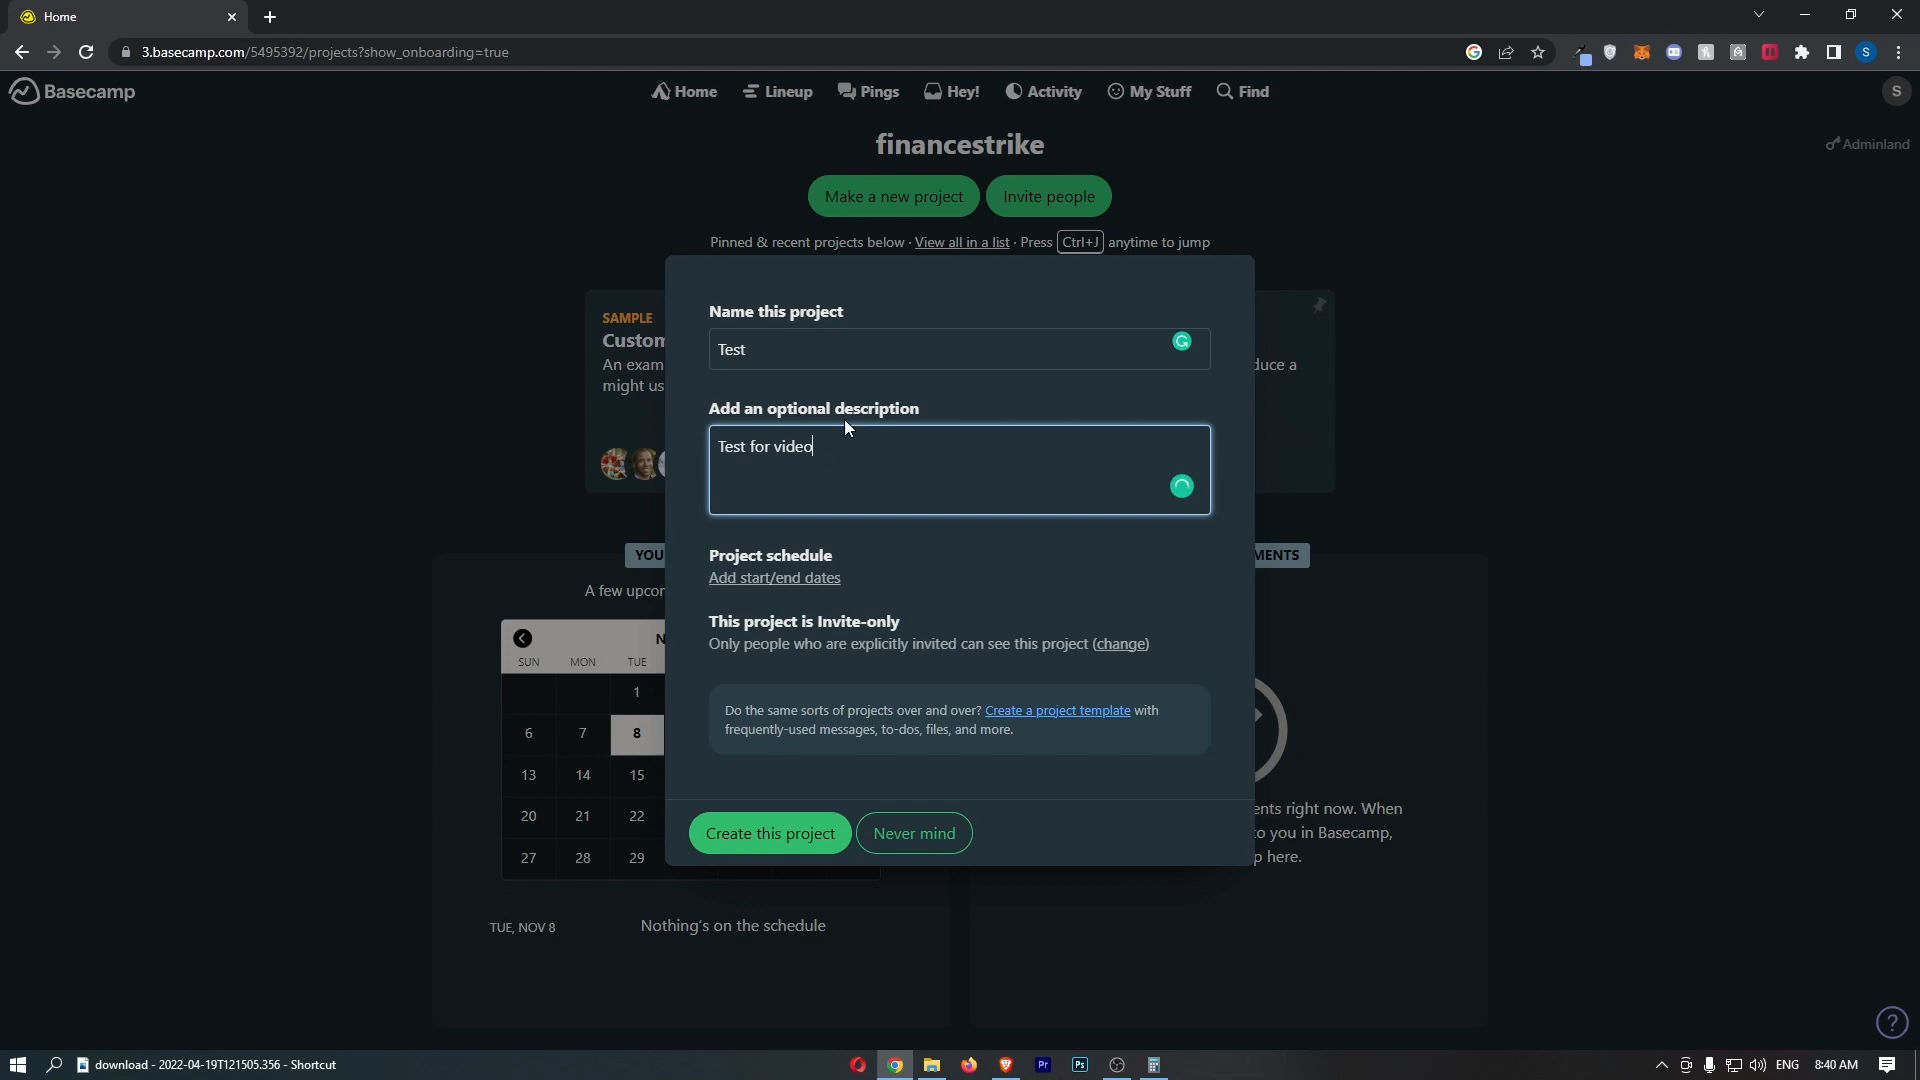 Home
3.basecamp.com/5495392/projects?show_onboarding=true
S
Basecamp
Home
Lineup
Pings
Hey!
Activity
My Stuff
Find
S
financestrike
Adminland
Make a new project
Invite people
Pinned & recent projects below · View all in a list · Press Ctrl+J anytime to jump
SAMPLE
Custom
An exam
might us
duce a
Name this project
Test
Add an optional description
Test for video
Project schedule
Add start/end dates
This project is Invite-only
Only people who are explicitly invited can see this project (change)
Do the same sorts of projects over and over? Create a project template with
frequently-used messages, to-dos, files, and more.
Create this project
Never mind
YOU
MENTS
A few upcor
N
SUN MON TUE
1
6 7 8
13 14 15
20 21 22
27 28 29
TUE, NOV 8
Nothing's on the schedule
ents right now. When
to you in Basecamp,
p here.
?
download - 2022-04-19T121505.356 - Shortcut
Pr
Ps
ENG
8:40 AM